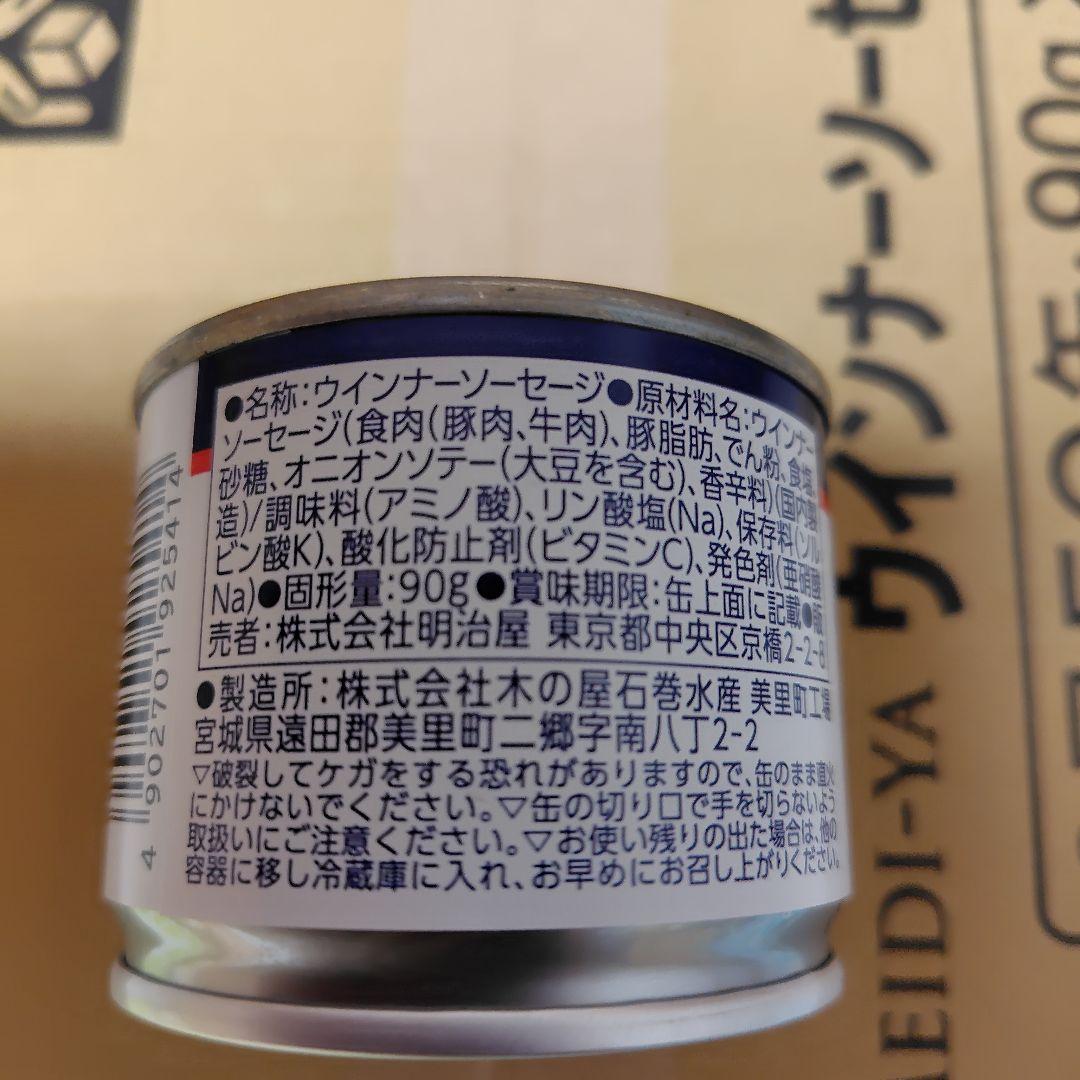 ●名称:ウインナーソーセージ●原材料名:ウインナー
ソーセージ(食肉(豚肉、牛肉)、豚脂肪、でん粉、食塩、
砂糖、オニオンソテー(大豆を含む)、香辛料)(国内製
造)/調味料(アミノ酸)、リン酸塩(Na)、保存料(ソル
ビン酸K)、酸化防止剤(ビタミンC)、発色剤(亜硝酸
Na)●固形量:90g●賞味期限:缶上面に記載●販
売者:株式会社明治屋 東京都中央区京橋2-2-8
●製造所:株式会社木の屋石巻水産 美里町工場
宮城県遠田郡美里町二郷字南八丁2-2
▽破裂してケガをする恐れがありますので、缶のまま直火
にかけないでください。▽缶の切り口で手を切らないよう
取扱いにご注意ください。▽お使い残りの出た場合は、他の
容器に移し冷蔵庫に入れ、お早めにお召し上がりください。
4 902701 925414
EIDI-YA ウインナーソーセ
90g